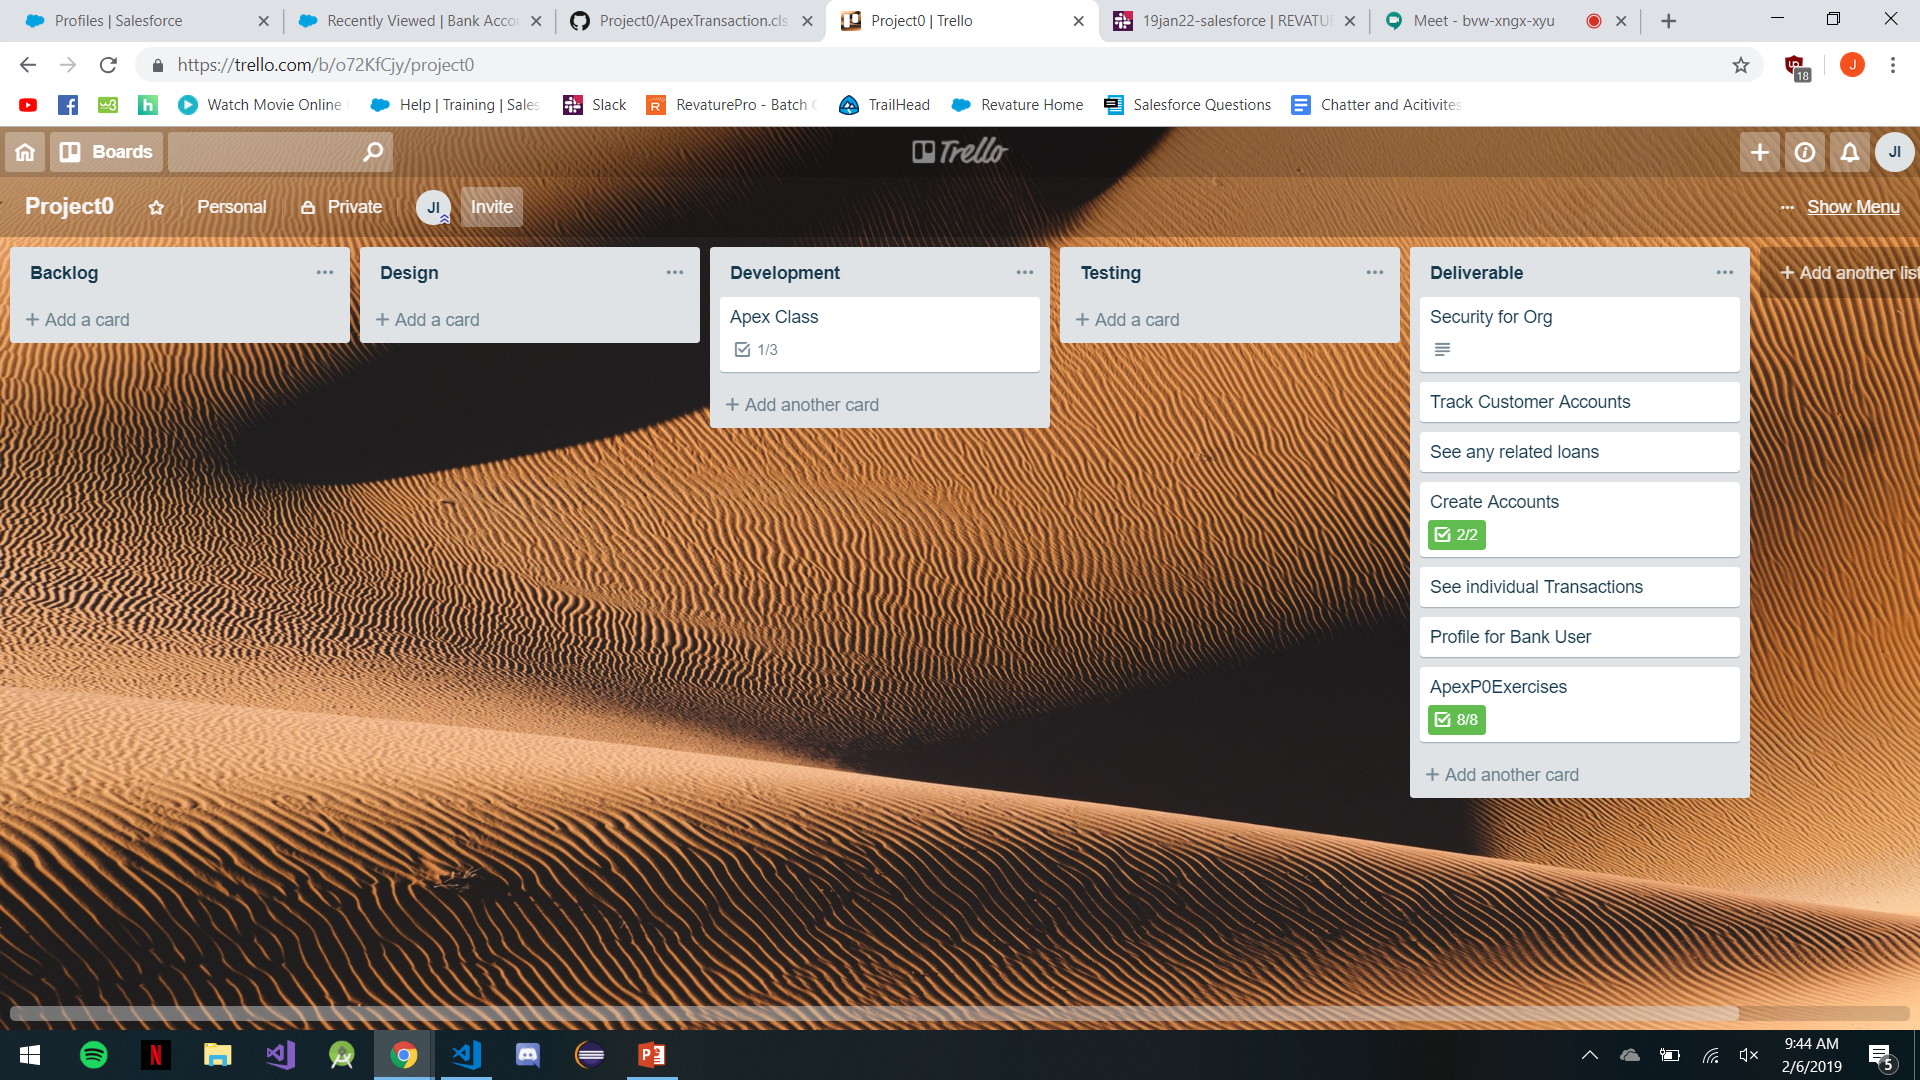 Profiles | Salesforce
Recently Viewed | Bank Accou
Project0/ApexTransaction.cls
Project0 | Trello
19jan22-salesforce | REVATU
Meet - bvw-xngx-xyu
https://trello.com/b/o72KfCjy/project0
18
J
Watch Movie Online
Help | Training | Sales
Slack
RevaturePro - Batch
TrailHead
Revature Home
Salesforce Questions
Chatter and Acitivites
Boards
Trello
JI
Project0
Personal
Private
JI
Invite
Show Menu
Backlog
Add a card
Design
Add a card
Development
Apex Class
1/3
Add another card
Testing
Add a card
Deliverable
Security for Org
Track Customer Accounts
See any related loans
Create Accounts
2/2
See individual Transactions
Profile for Bank User
ApexP0Exercises
8/8
Add another card
Add another list
9:44 AM
2/6/2019
5